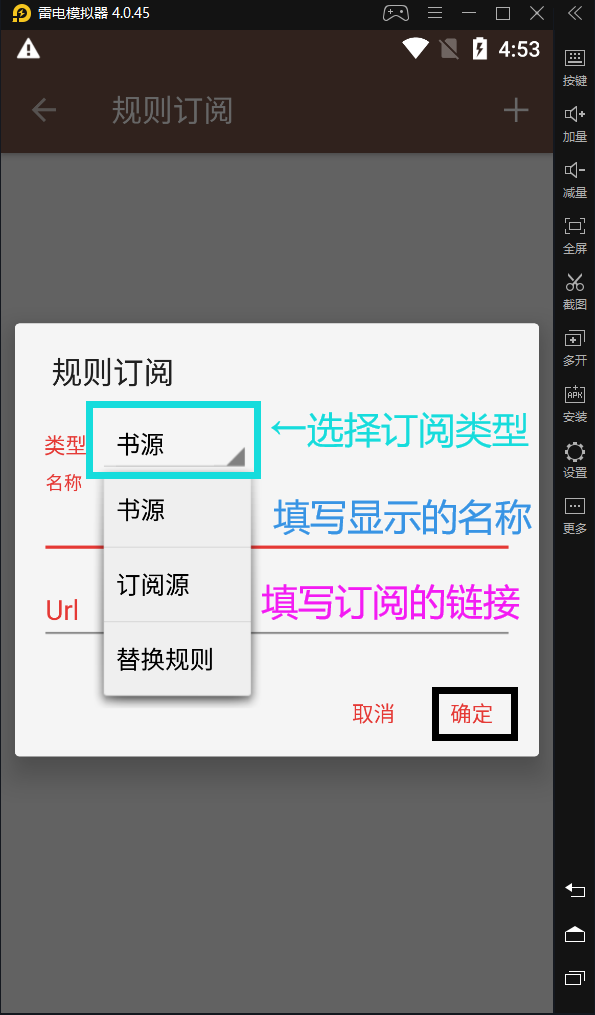 雷电模拟器 4.0.45
4:53
规则订阅
按键
加量
减量
全屏
截图
多开
APK
安装
设置
更多
规则订阅
类型
书源
←选择订阅类型
名称
书源
填写显示的名称
订阅源
Url
填写订阅的链接
替换规则
取消
确定